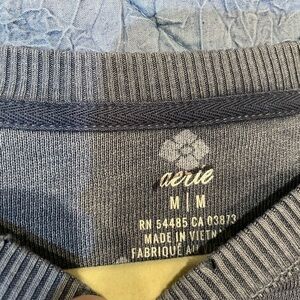 aerie
M | M
RN 54485 CA 03873
MADE IN VIETN
FABRIQUÉ